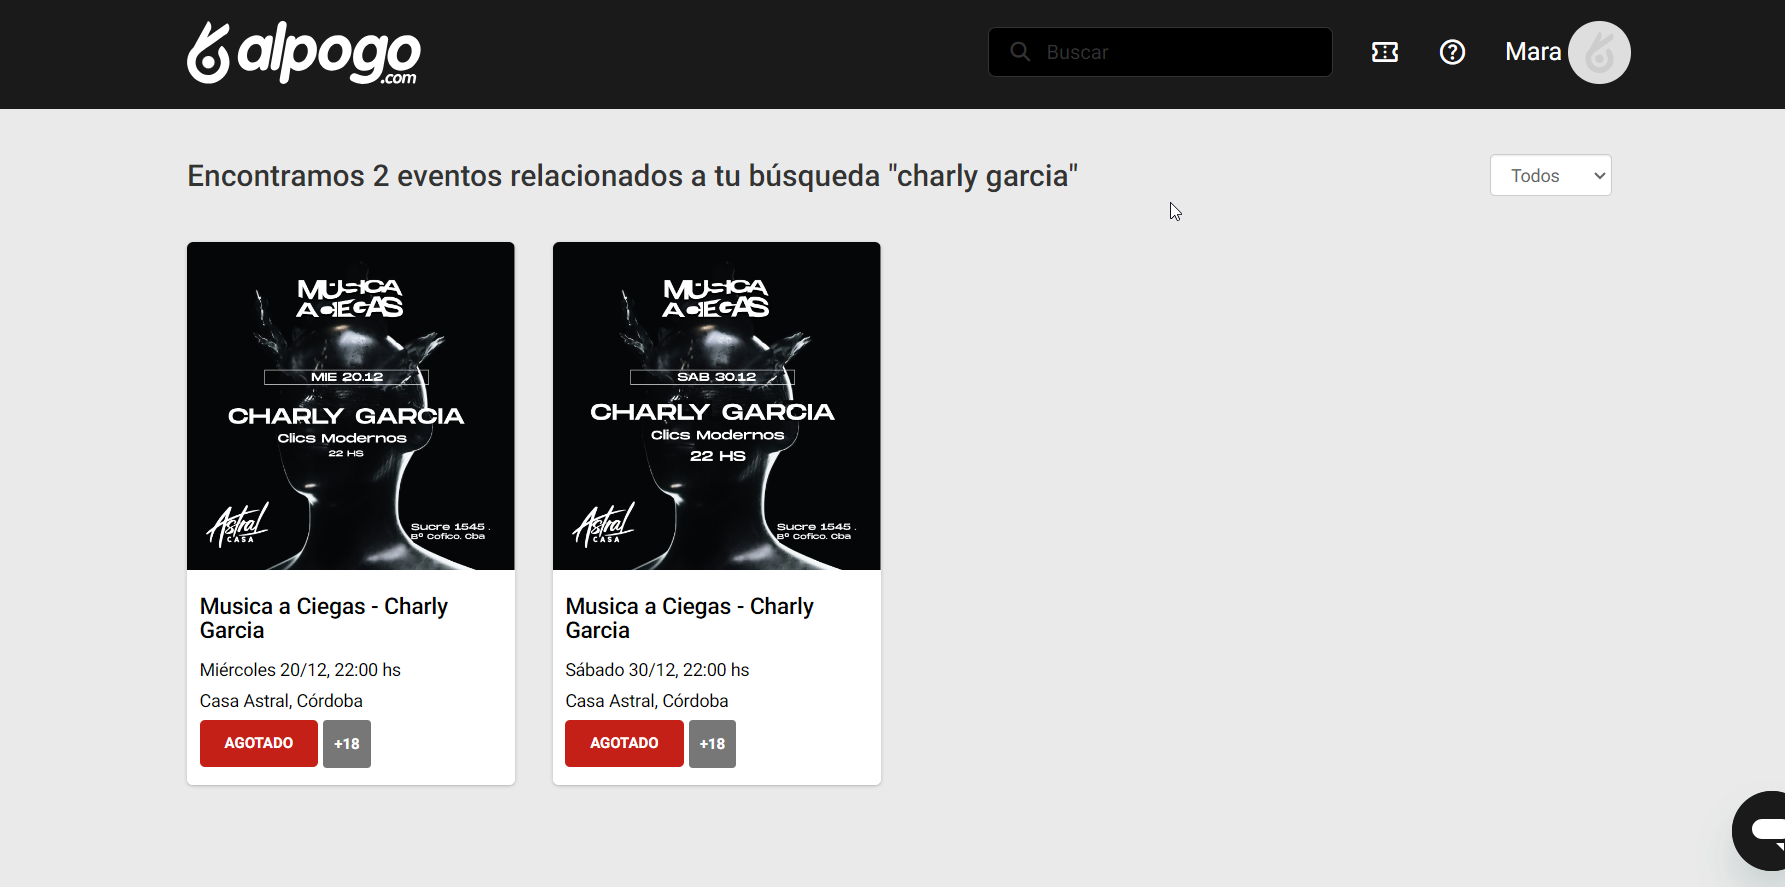 alpogo
.com
Buscar
Mara
Encontramos 2 eventos relacionados a tu búsqueda "charly garcia"
Todos
MUSICA
A CIEGAS
MIE 20.12
CHARLY GARCIA
Clics Modernos
22 HS
Astral
CASA
Sucre 1545 .
Bº Cofico. Cba
Musica a Ciegas - Charly
Garcia
Miércoles 20/12, 22:00 hs
Casa Astral, Córdoba
AGOTADO
+18
MUSICA
A CIEGAS
SAB 30.12
CHARLY GARCIA
Clics Modernos
22 HS
Astral
CASA
Sucre 1545 .
Bº Cofico. Cba
Musica a Ciegas - Charly
Garcia
Sábado 30/12, 22:00 hs
Casa Astral, Córdoba
AGOTADO
+18